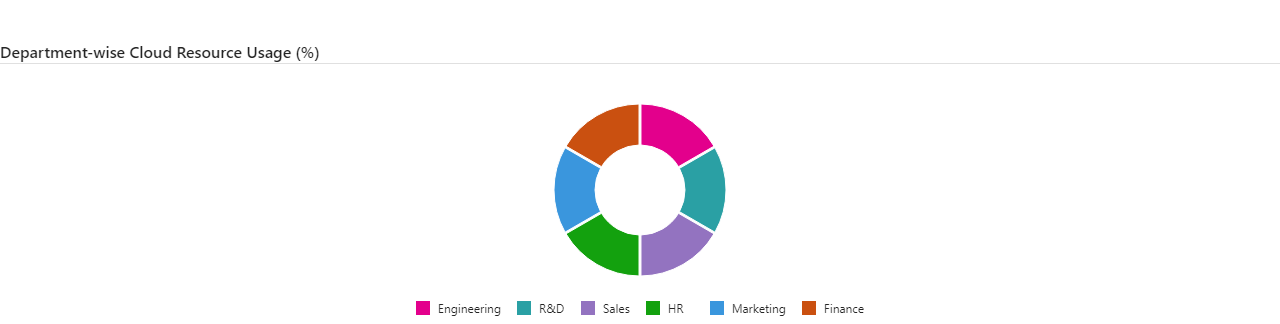 Department-wise Cloud Resource Usage (%)
Engineering R&D Sales HR Marketing Finance